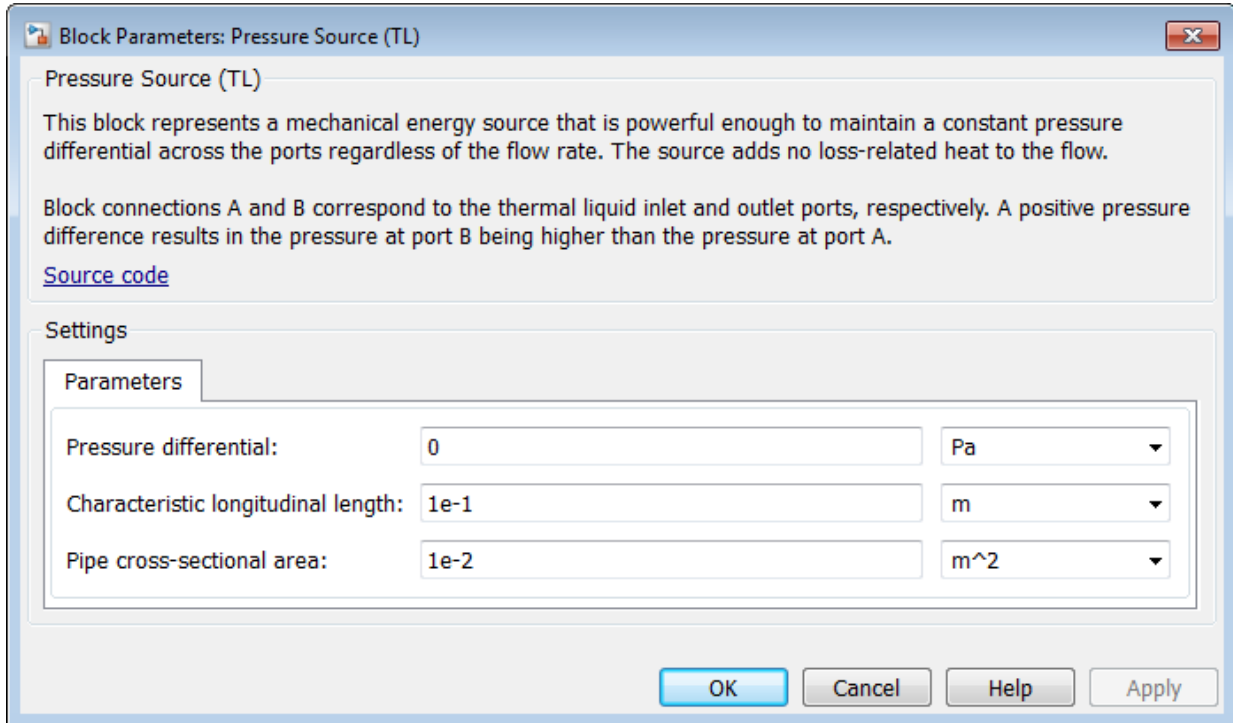 Block Parameters: Pressure Source (TL)
Pressure Source (TL)
This block represents a mechanical energy source that is powerful enough to maintain a constant pressure
differential across the ports regardless of the flow rate. The source adds no loss-related heat to the flow.
Block connections A and B correspond to the thermal liquid inlet and outlet ports, respectively. A positive pressure
difference results in the pressure at port B being higher than the pressure at port A.
Source code
Settings
Parameters
Pressure differential: 0 Pa
Characteristic longitudinal length: 1e-1 m
Pipe cross-sectional area: 1e-2 m^2
OK Cancel Help Apply